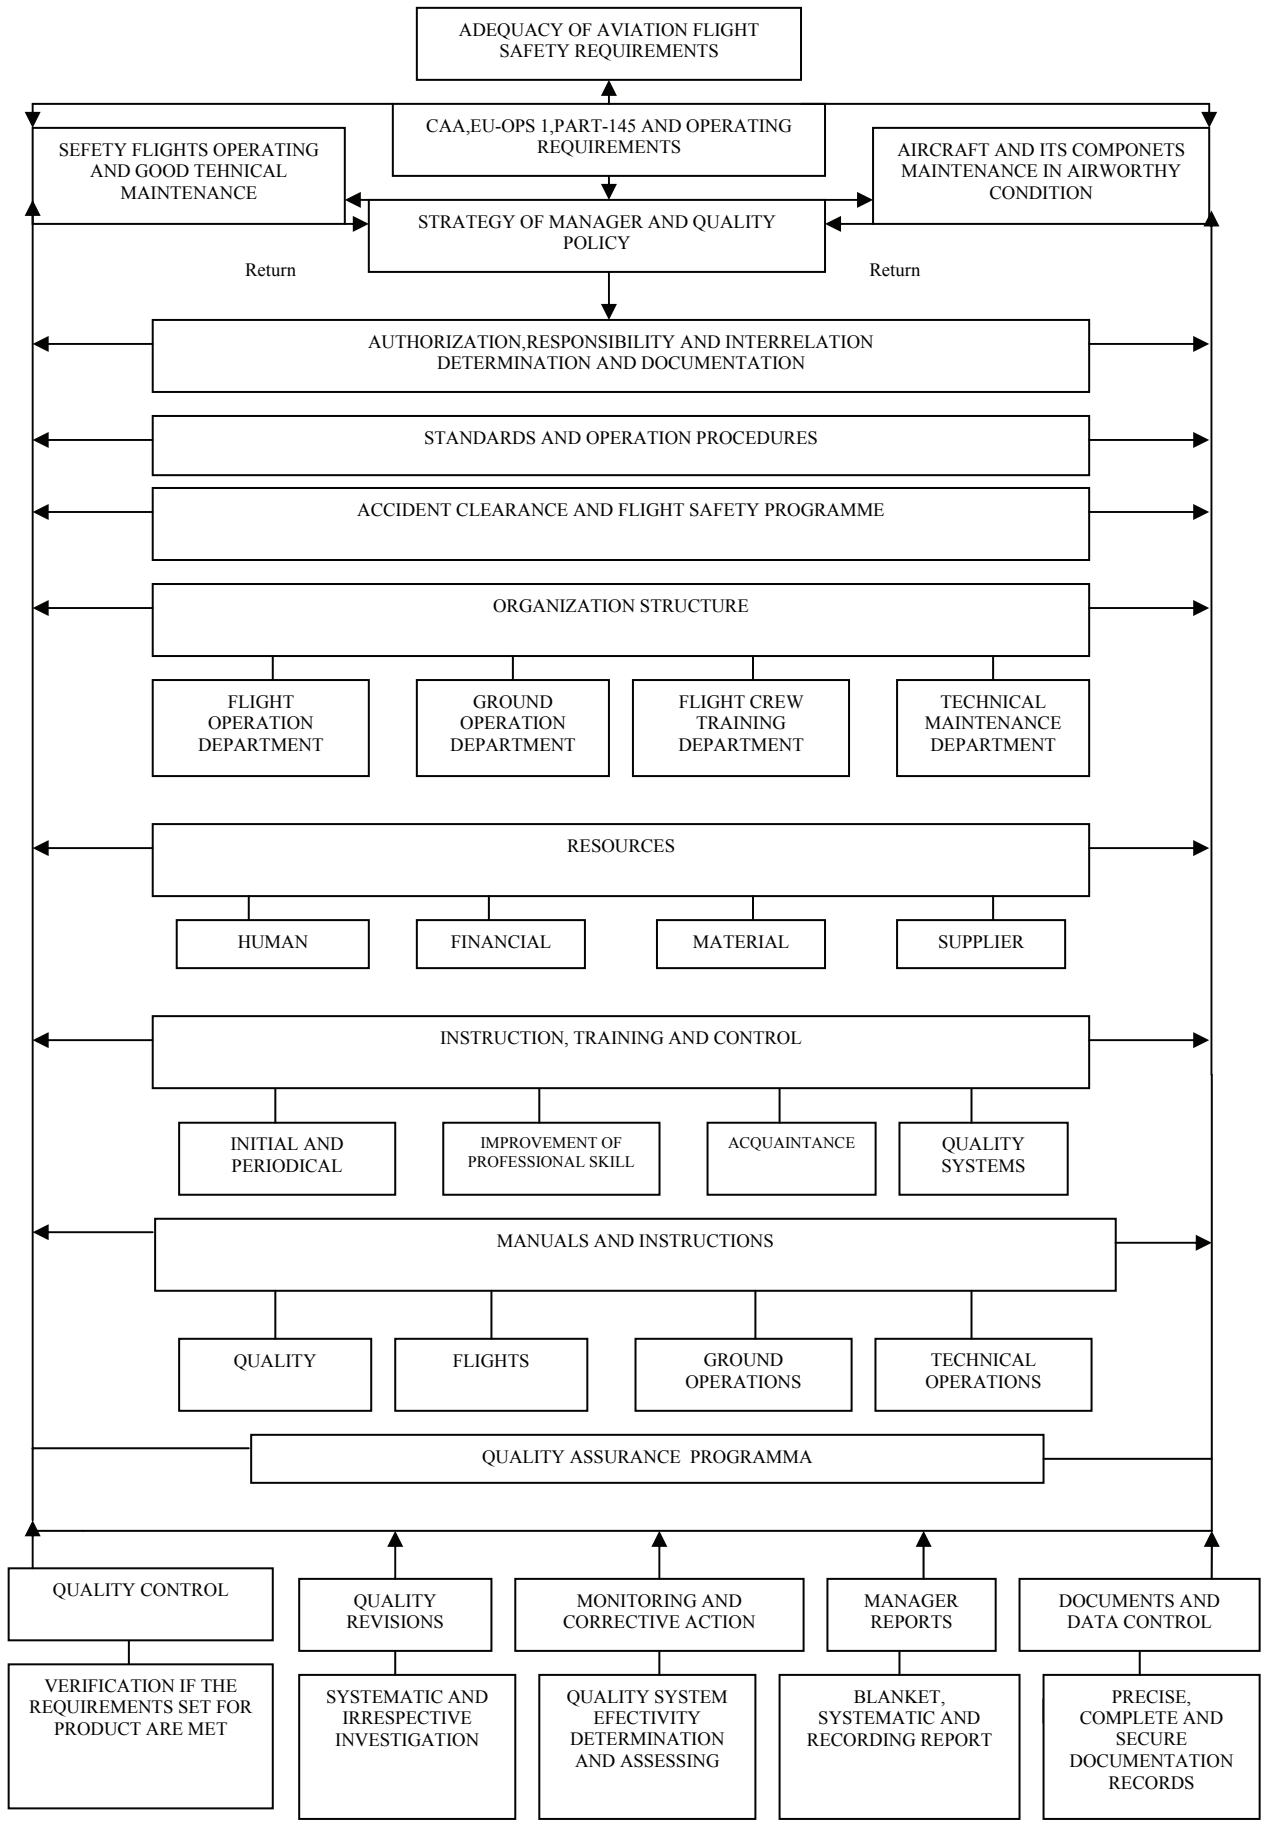 ADEQUACY OF AVIATION FLIGHT
SAFETY REQUIREMENTS
CAA,EU-OPS 1,PART-145 AND OPERATING
REQUIREMENTS
SEFETY FLIGHTS OPERATING
AND GOOD TEHNICAL
MAINTENANCE
AIRCRAFT AND ITS COMPONETS
MAINTENANCE IN AIRWORTHY
CONDITION
STRATEGY OF MANAGER AND QUALITY
POLICY
Return
Return
AUTHORIZATION,RESPONSIBILITY AND INTERRELATION
DETERMINATION AND DOCUMENTATION
STANDARDS AND OPERATION PROCEDURES
ACCIDENT CLEARANCE AND FLIGHT SAFETY PROGRAMME
ORGANIZATION STRUCTURE
FLIGHT
OPERATION
DEPARTMENT
GROUND
OPERATION
DEPARTMENT
FLIGHT CREW
TRAINING
DEPARTMENT
TECHNICAL
MAINTENANCE
DEPARTMENT
RESOURCES
HUMAN
FINANCIAL
MATERIAL
SUPPLIER
INSTRUCTION, TRAINING AND CONTROL
INITIAL AND
PERIODICAL
IMPROVEMENT OF
PROFESSIONAL SKILL
ACQUAINTANCE
QUALITY
SYSTEMS
MANUALS AND INSTRUCTIONS
QUALITY
FLIGHTS
GROUND
OPERATIONS
TECHNICAL
OPERATIONS
QUALITY ASSURANCE PROGRAMMA
QUALITY CONTROL
QUALITY
REVISIONS
MONITORING AND
CORRECTIVE ACTION
MANAGER
REPORTS
DOCUMENTS AND
DATA CONTROL
VERIFICATION IF THE
REQUIREMENTS SET FOR
PRODUCT ARE MET
SYSTEMATIC AND
IRRESPECTIVE
INVESTIGATION
QUALITY SYSTEM
EFECTIVITY
DETERMINATION
AND ASSESSING
BLANKET,
SYSTEMATIC AND
RECORDING REPORT
PRECISE,
COMPLETE AND
SECURE
DOCUMENTATION
RECORDS